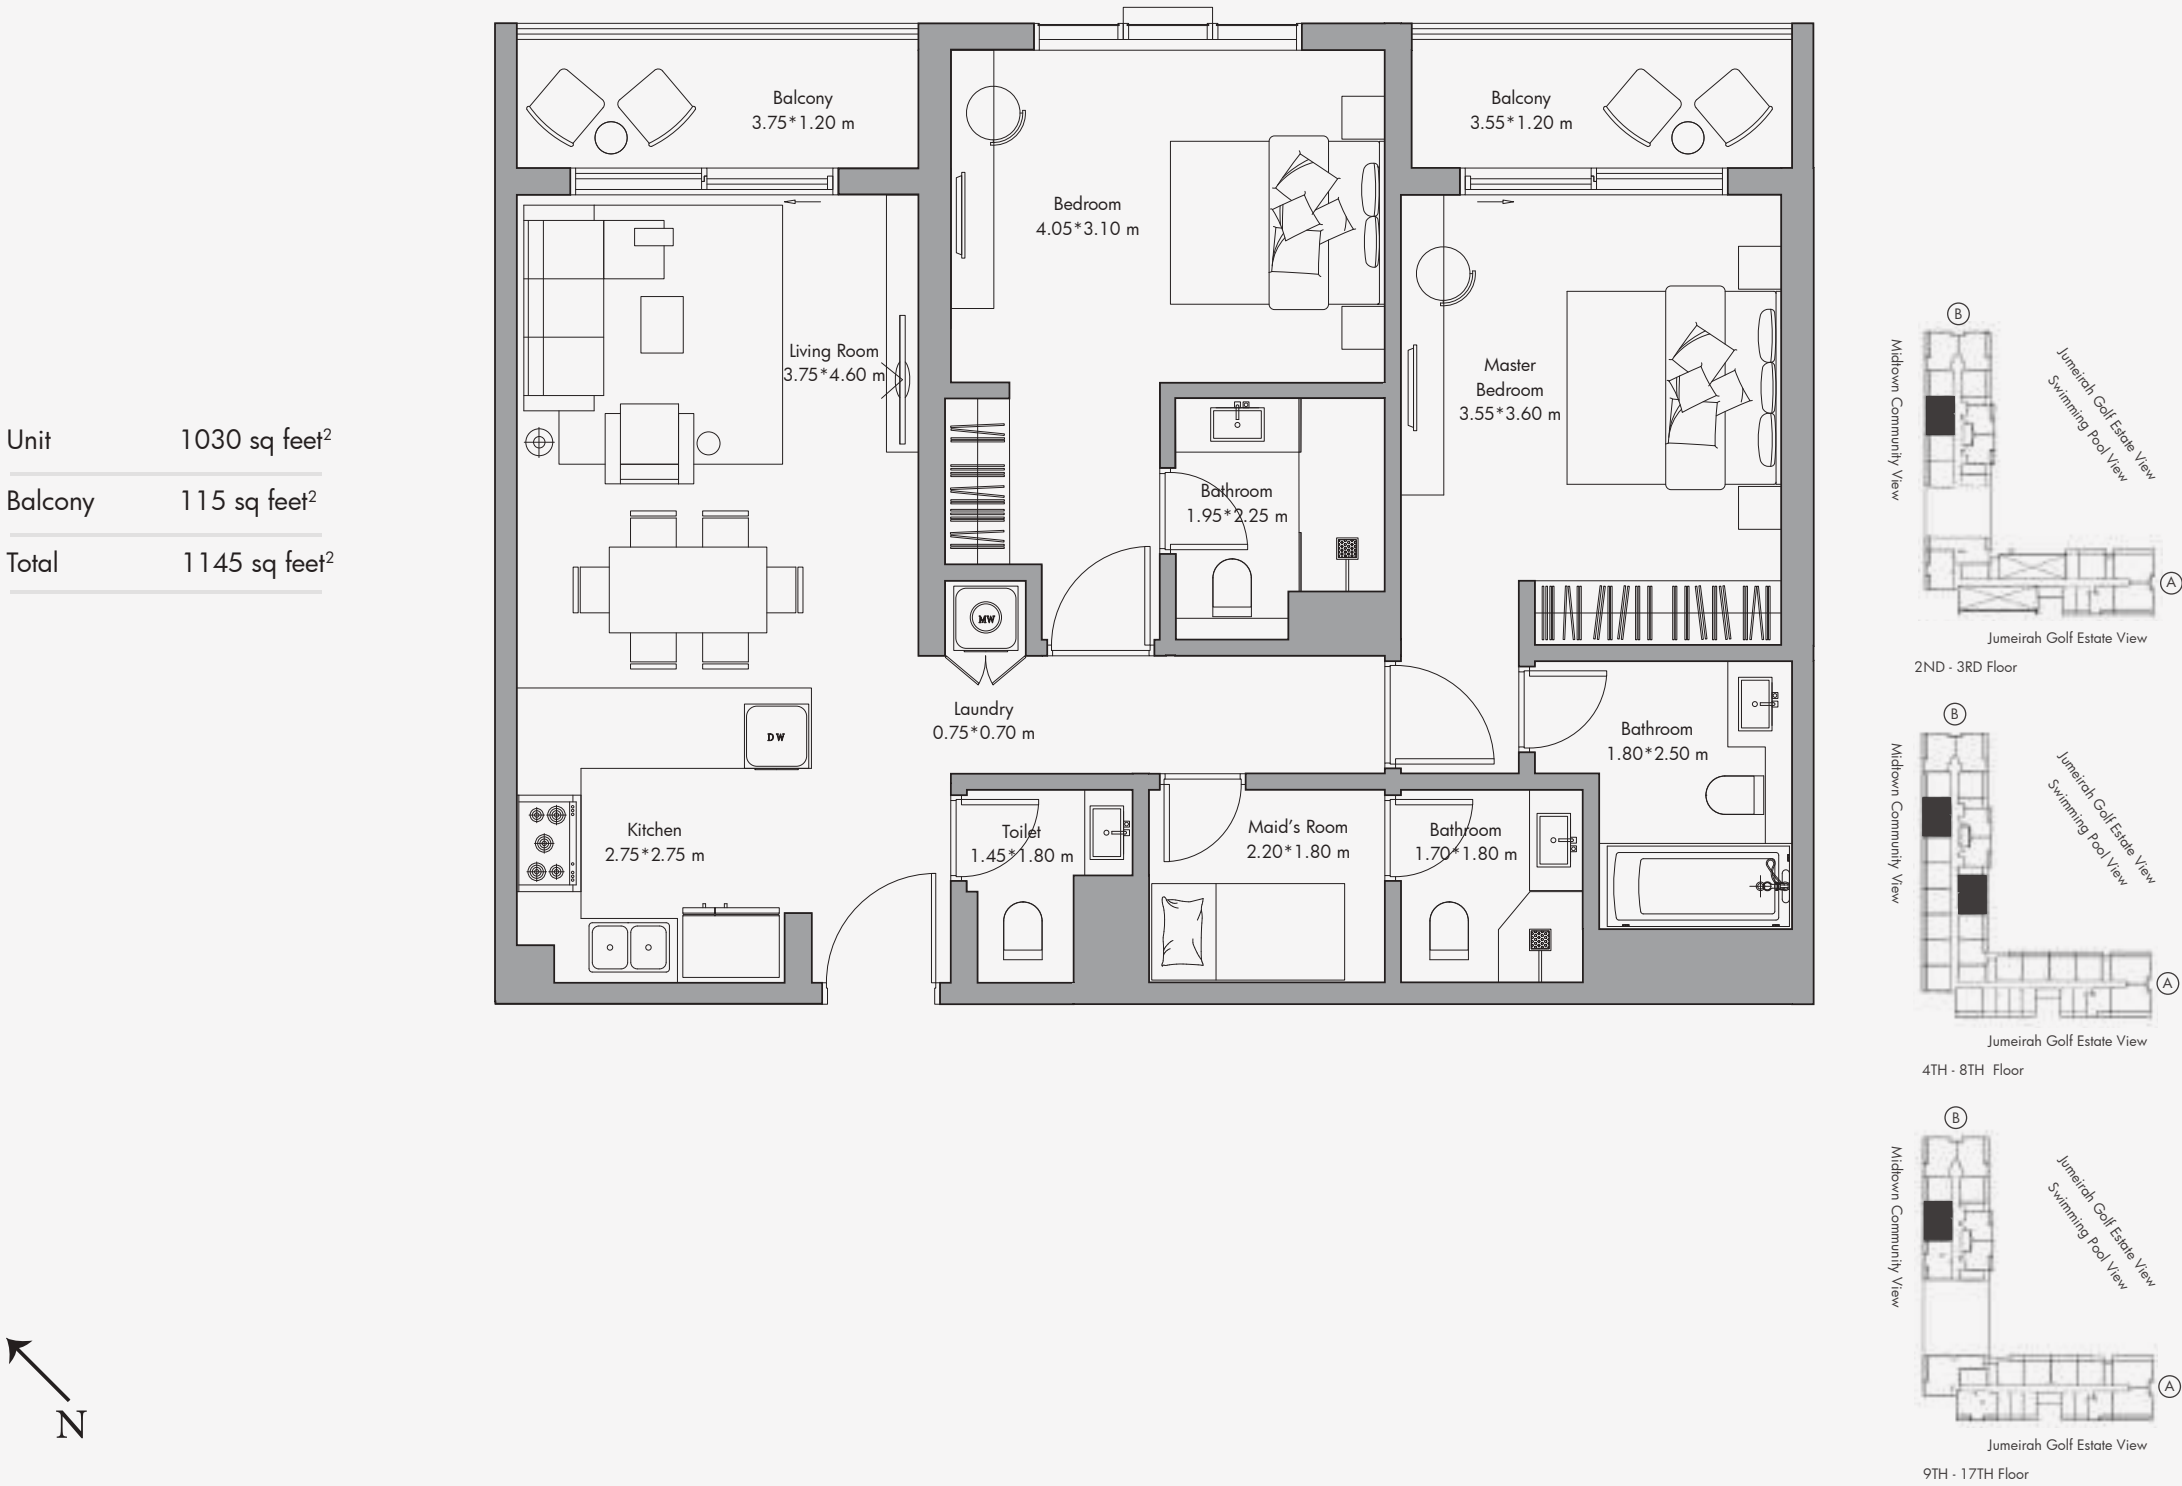 Unit 1030 sq feet²
Balcony 115 sq feet²
Total 1145 sq feet²
Balcony
3.75*1.20 m
Bedroom
4.05*3.10 m
Balcony
3.55*1.20 m
Living Room
3.75*4.60 m
Master
Bedroom
3.55*3.60 m
Bathroom
1.95*2.25 m
MW
Laundry
0.75*0.70 m
DW
Bathroom
1.80*2.50 m
Kitchen
2.75*2.75 m
Toilet
1.45*1.80 m
Maid's Room
2.20*1.80 m
Bathroom
1.70*1.80 m
N
B
Midtown Community View
Jumeirah Golf Estate View
Swimming Pool View
A
Jumeirah Golf Estate View
2ND - 3RD Floor
B
Midtown Community View
Jumeirah Golf Estate View
Swimming Pool View
A
Jumeirah Golf Estate View
4TH - 8TH Floor
B
Midtown Community View
Jumeirah Golf Estate View
Swimming Pool View
A
Jumeirah Golf Estate View
9TH - 17TH Floor